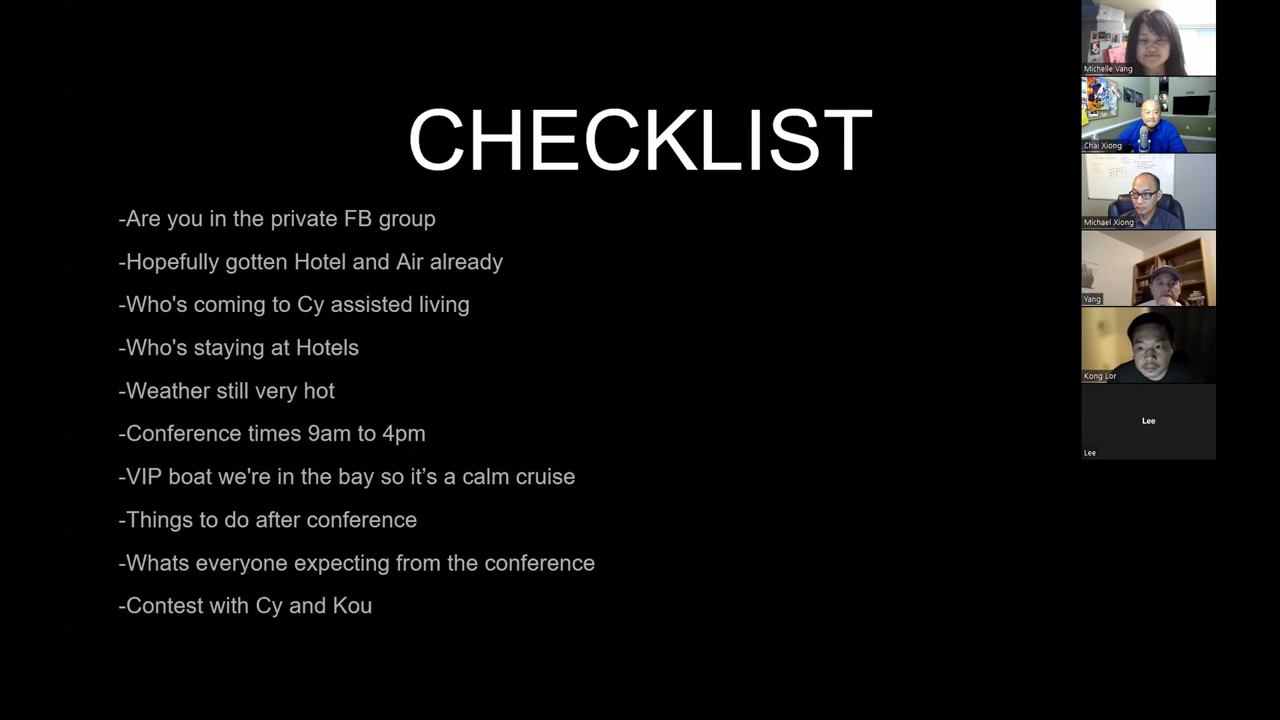 CHECKLIST
-Are you in the private FB group
-Hopefully gotten Hotel and Air already
-Who's coming to Cy assisted living
-Who's staying at Hotels
-Weather still very hot
-Conference times 9am to 4pm
-VIP boat we're in the bay so it’s a calm cruise
-Things to do after conference
-Whats everyone expecting from the conference
-Contest with Cy and Kou
Michelle Vang
Chai Xiong
Michael Xiong
Yang
Kong Lor
Lee
Lee